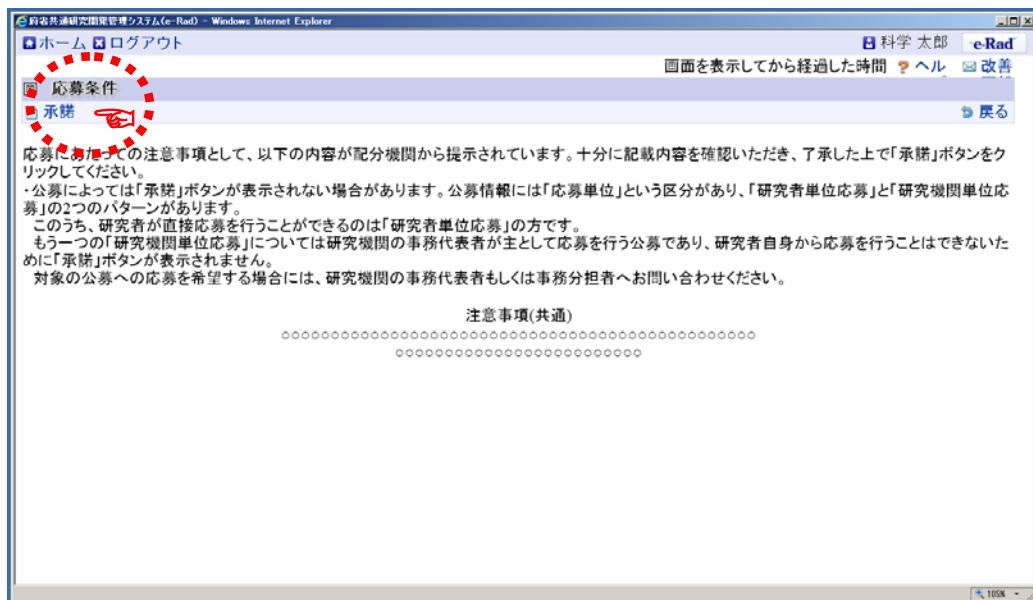 府省共通研究開発管理システム(e-Rad) - Windows Internet Explorer
ホーム ログアウト 科学 太郎 e-Rad
画面を表示してから経過した時間 ? ヘル 改善
応募条件
承諾 戻る
応募にあたっての注意事項として、以下の内容が配分機関から提示されています。十分に記載内容を確認いただき、了承した上で「承諾」ボタンをク
リックしてください。
・公募によっては「承諾」ボタンが表示されない場合があります。公募情報には「応募単位」という区分があり、「研究者単位応募」と「研究機関単位応
募」の2つのパターンがあります。
このうち、研究者が直接応募を行うことができるのは「研究者単位応募」の方です。
もう一つの「研究機関単位応募」については研究機関の事務代表者が主として応募を行う公募であり、研究者自身から応募を行うことはできないた
めに「承諾」ボタンが表示されません。
対象の公募への応募を希望する場合には、研究機関の事務代表者もしくは事務分担者へお問い合わせください。
注意事項(共通)
○○○○○○○○○○○○○○○○○○○○○○○○○○○○○○○○○○○○○○○○○○○○○○○○
○○○○○○○○○○○○○○○○○○○○○○○○○
105%